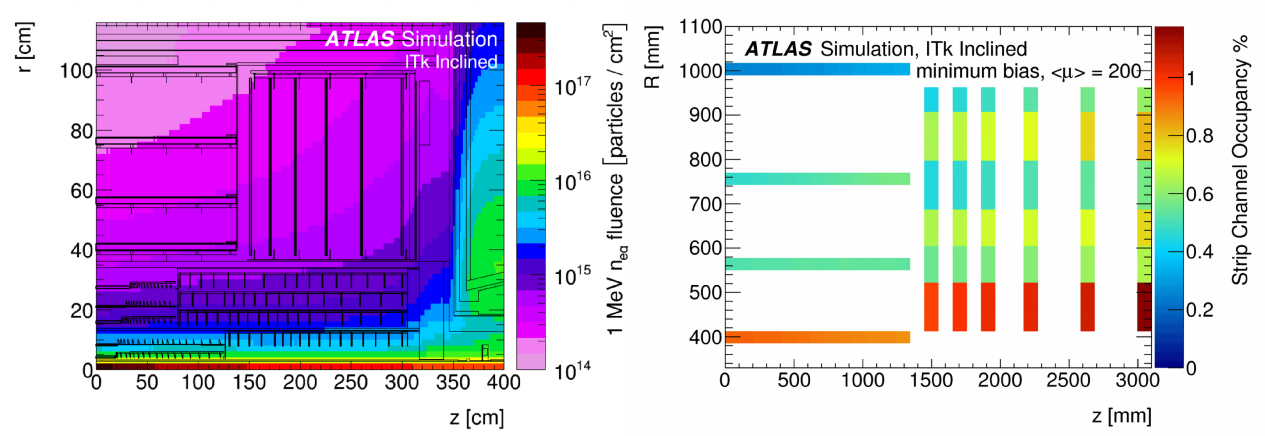 r [cm]
ATLAS Simulation
ITk Inclined
100
80
60
40
20
0
0 50 100 150 200 250 300 350 400
z [cm]
10^17
10^16
10^15
10^14
1 MeV n_eq fluence [particles / cm^2]
R [mm]
ATLAS Simulation, ITk Inclined
minimum bias, <μ> = 200
1100
1000
900
800
700
600
500
400
0 500 1000 1500 2000 2500 3000
z [mm]
1
0.8
0.6
0.4
0.2
0
Strip Channel Occupancy %